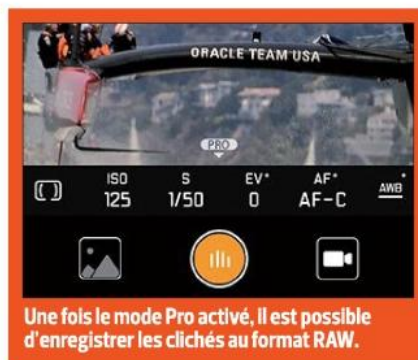 ORACLE TEAM USA
PRO
ISO S EV• AF• AWB•
125 1/50 0 AF-C
Une fois le mode Pro activé, il est possible
d'enregistrer les clichés au format RAW.